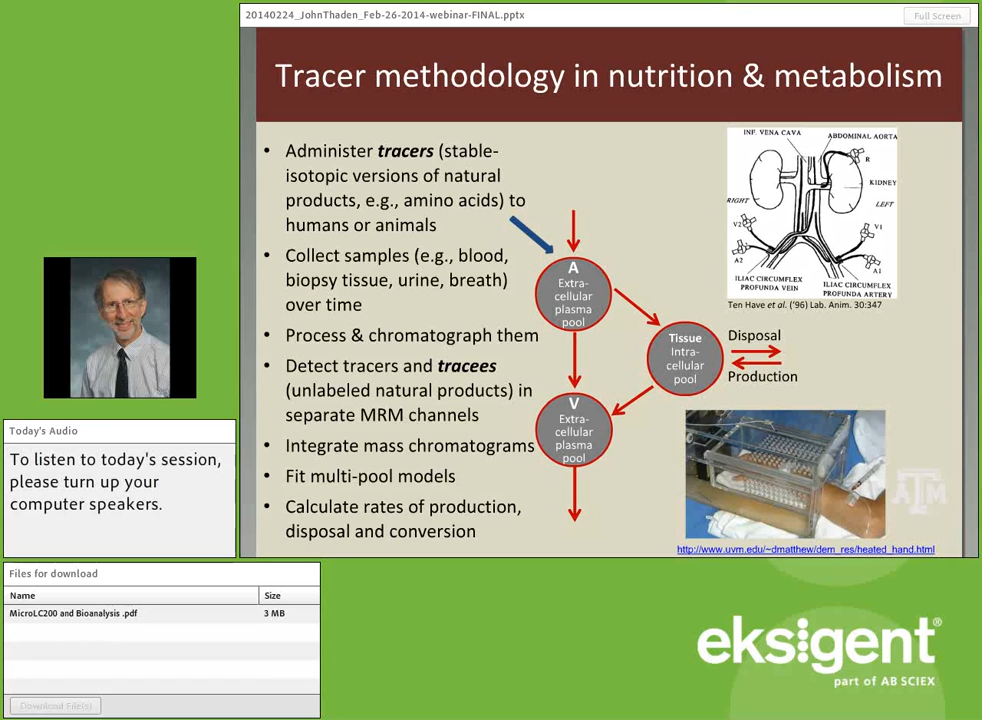 20140224_JohnThaden_Feb-26-2014-webinar-FINAL.pptx
Full Screen
Tracer methodology in nutrition & metabolism
• Administer tracers (stable-
isotopic versions of natural
products, e.g., amino acids) to
humans or animals
• Collect samples (e.g., blood,
biopsy tissue, urine, breath)
over time
• Process & chromatograph them
• Detect tracers and tracees
(unlabeled natural products) in
separate MRM channels
• Integrate mass chromatograms
• Fit multi-pool models
• Calculate rates of production,
disposal and conversion
A
Extra-
cellular
plasma
pool
Tissue
Intra-
cellular
pool
V
Extra-
cellular
plasma
pool
Disposal
Production
INF. VENA CAVA
ABDOMINAL AORTA
R
KIDNEY
RIGHT
LEFT
V2
V1
A2
A1
ILIAC CIRCUMFLEX
PROFUNDA VEIN
ILIAC CIRCUMFLEX
PROFUNDA ARTERY
Ten Have et al. ('96) Lab. Anim. 30:347
ATM
http://www.uvm.edu/~dmatthew/dem_res/heated_hand.html
Today's Audio
To listen to today's session,
please turn up your
computer speakers.
Files for download
Name
Size
MicroLC200 and Bioanalysis .pdf
3 MB
Download File(s)
eksigent®
part of AB SCIEX